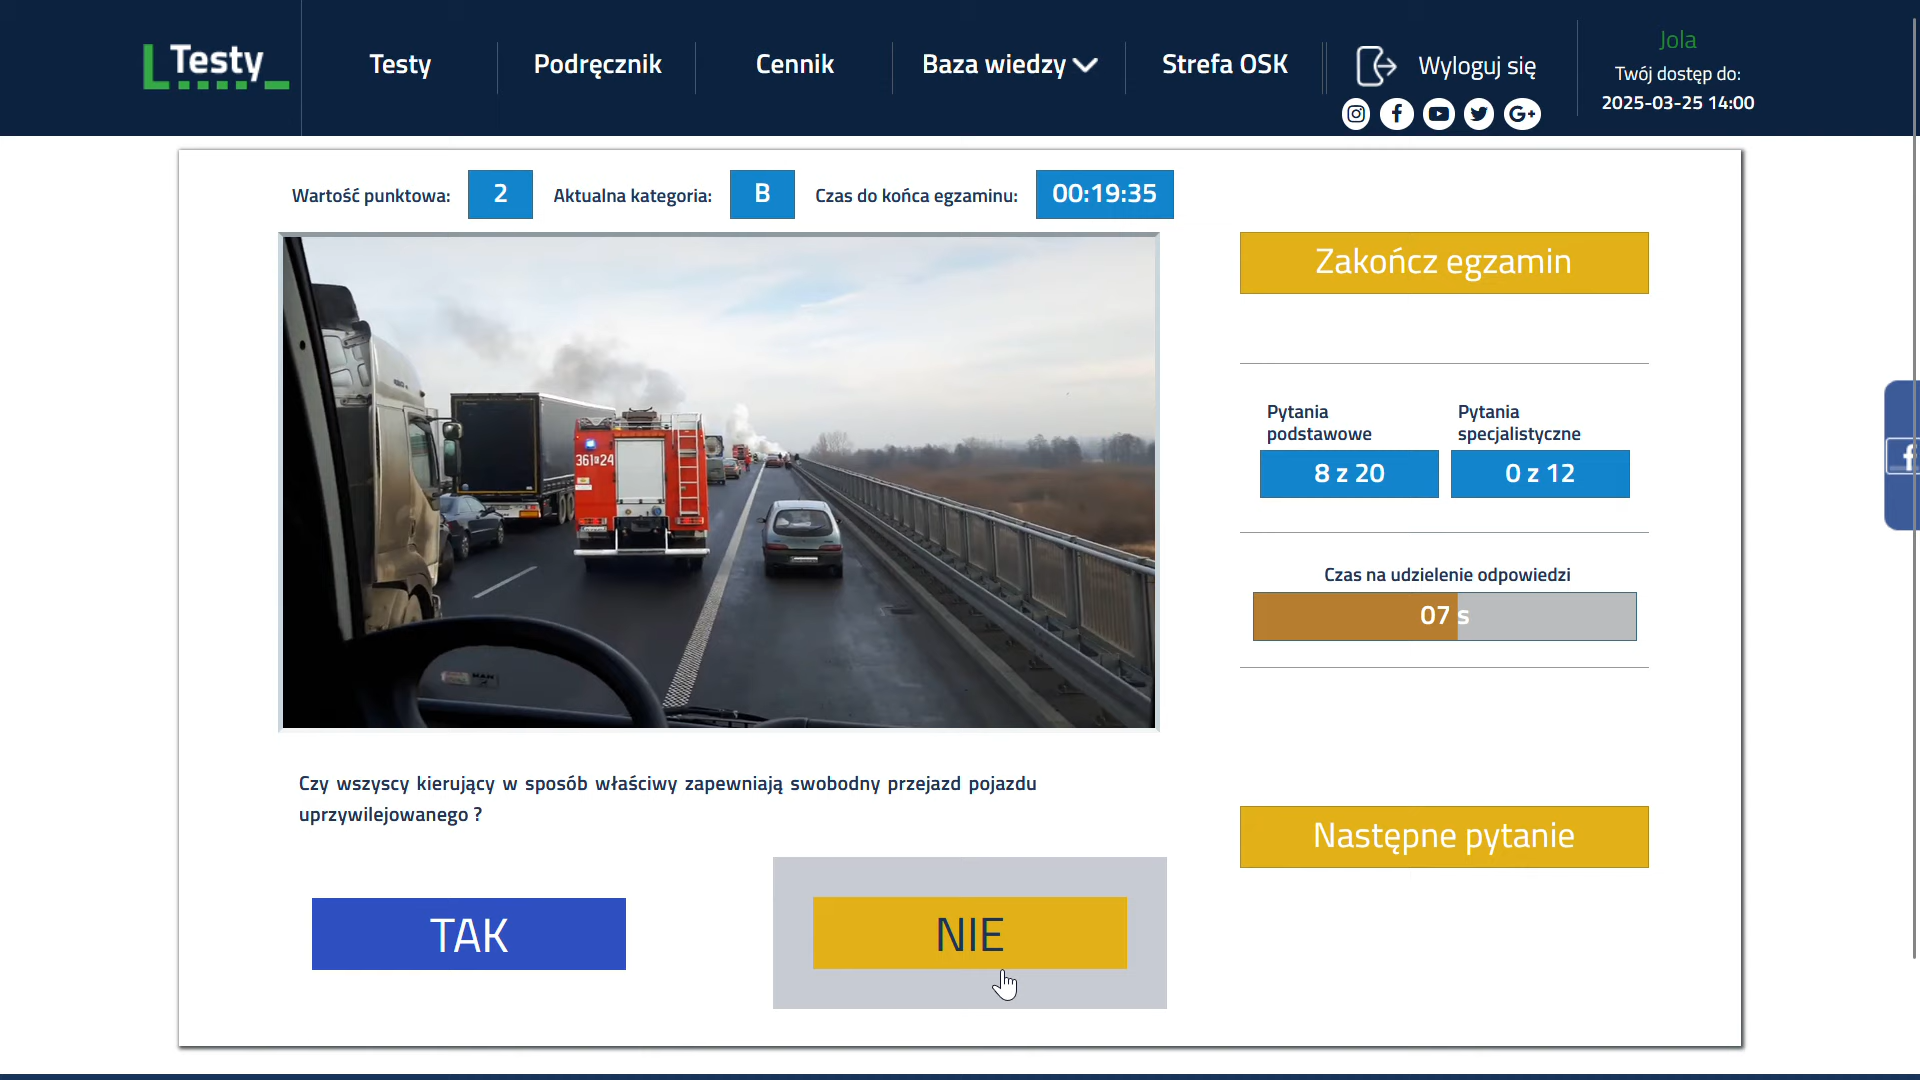 L Testy
Testy
Podręcznik
Cennik
Baza wiedzy
Strefa OSK
Wyloguj się
Jola
Twój dostęp do:
2025-03-25 14:00
Wartość punktowa: 2 Aktualna kategoria: B Czas do końca egzaminu: 00:19:35
Zakończ egzamin
Pytania
podstawowe
8 z 20
Pytania
specjalistyczne
0 z 12
Czas na udzielenie odpowiedzi
07 s
361 24
MAN
Czy wszyscy kierujący w sposób właściwy zapewniają swobodny przejazd pojazdu
uprzywilejowanego ?
Następne pytanie
TAK
NIE